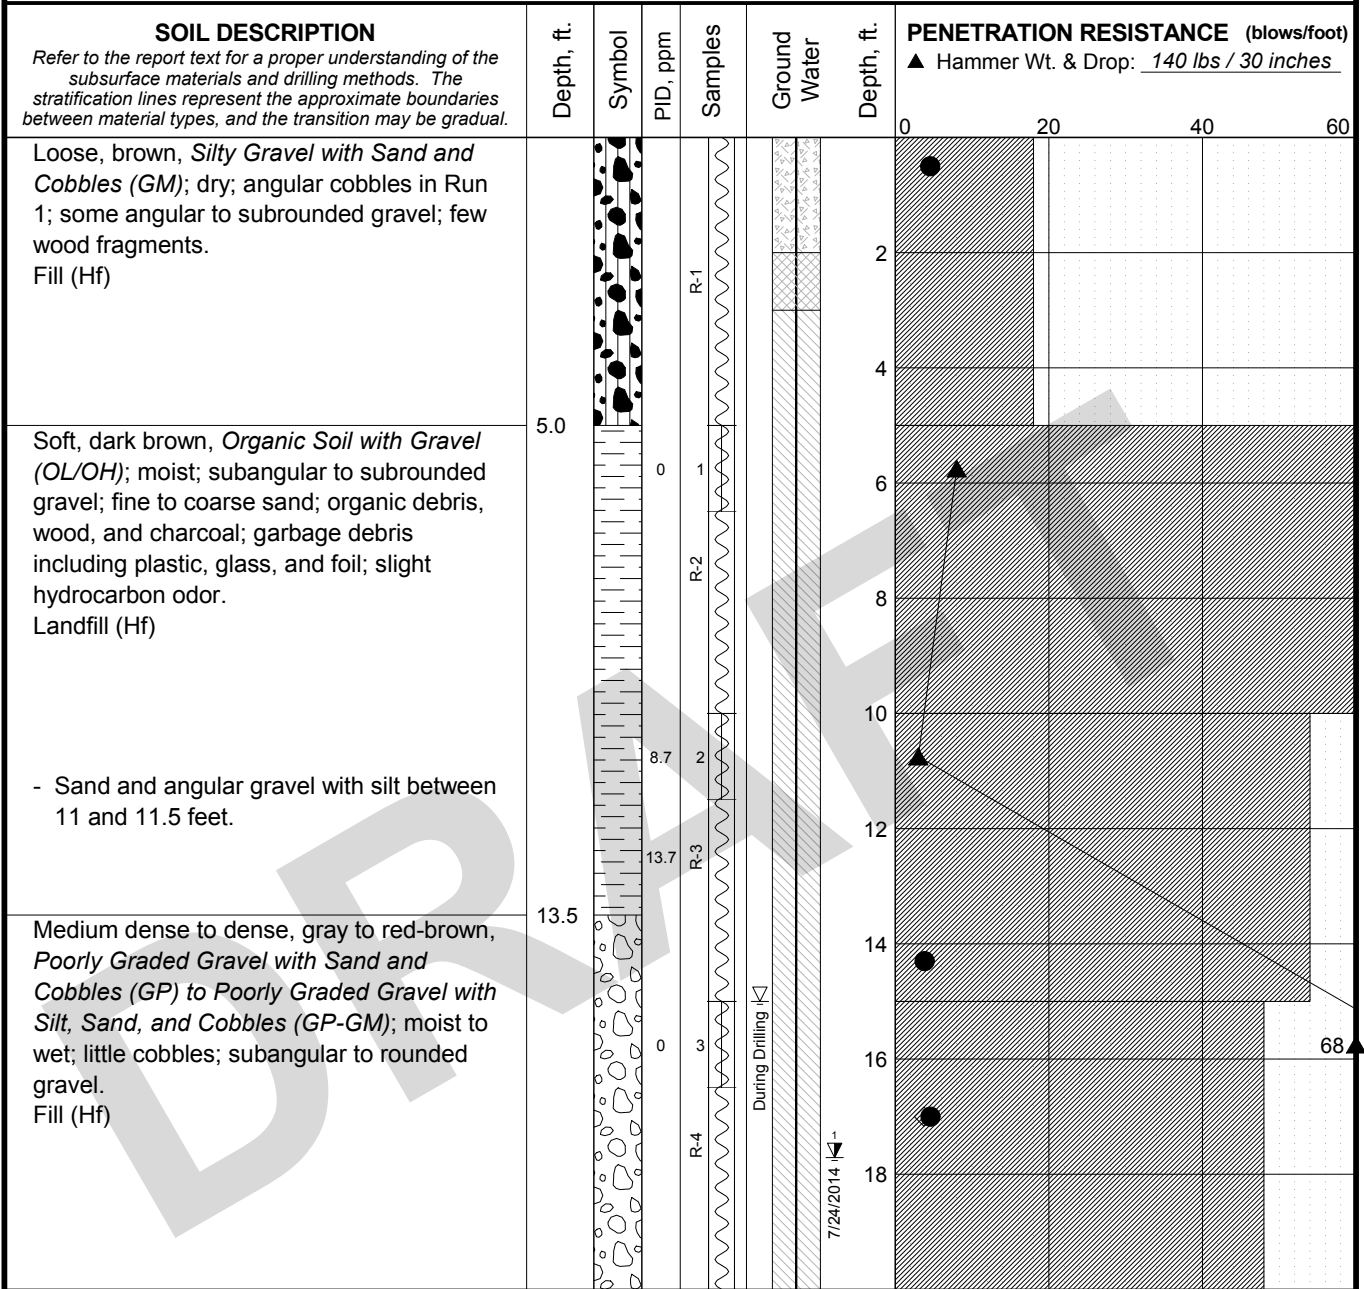 SOIL DESCRIPTION
Refer to the report text for a proper understanding of the
subsurface materials and drilling methods. The
stratification lines represent the approximate boundaries
between material types, and the transition may be gradual.
Depth, ft.
Symbol
PID, ppm
Samples
Ground
Water
Depth, ft.
PENETRATION RESISTANCE (blows/foot)
▲ Hammer Wt. & Drop: 140 lbs / 30 inches
0 20 40 60
Loose, brown, Silty Gravel with Sand and
Cobbles (GM); dry; angular cobbles in Run
1; some angular to subrounded gravel; few
wood fragments.
Fill (Hf)
R-1
2
4
5.0
Soft, dark brown, Organic Soil with Gravel
(OL/OH); moist; subangular to subrounded
gravel; fine to coarse sand; organic debris,
wood, and charcoal; garbage debris
including plastic, glass, and foil; slight
hydrocarbon odor.
Landfill (Hf)
0 1
6
R-2
8
10
8.7 2
- Sand and angular gravel with silt between
11 and 11.5 feet.
12
13.7 R-3
13.5
Medium dense to dense, gray to red-brown,
Poorly Graded Gravel with Sand and
Cobbles (GP) to Poorly Graded Gravel with
Silt, Sand, and Cobbles (GP-GM); moist to
wet; little cobbles; subangular to rounded
gravel.
Fill (Hf)
14
0 3
During Drilling
68
16
R-4
7/24/2014
1
18
DRAFT